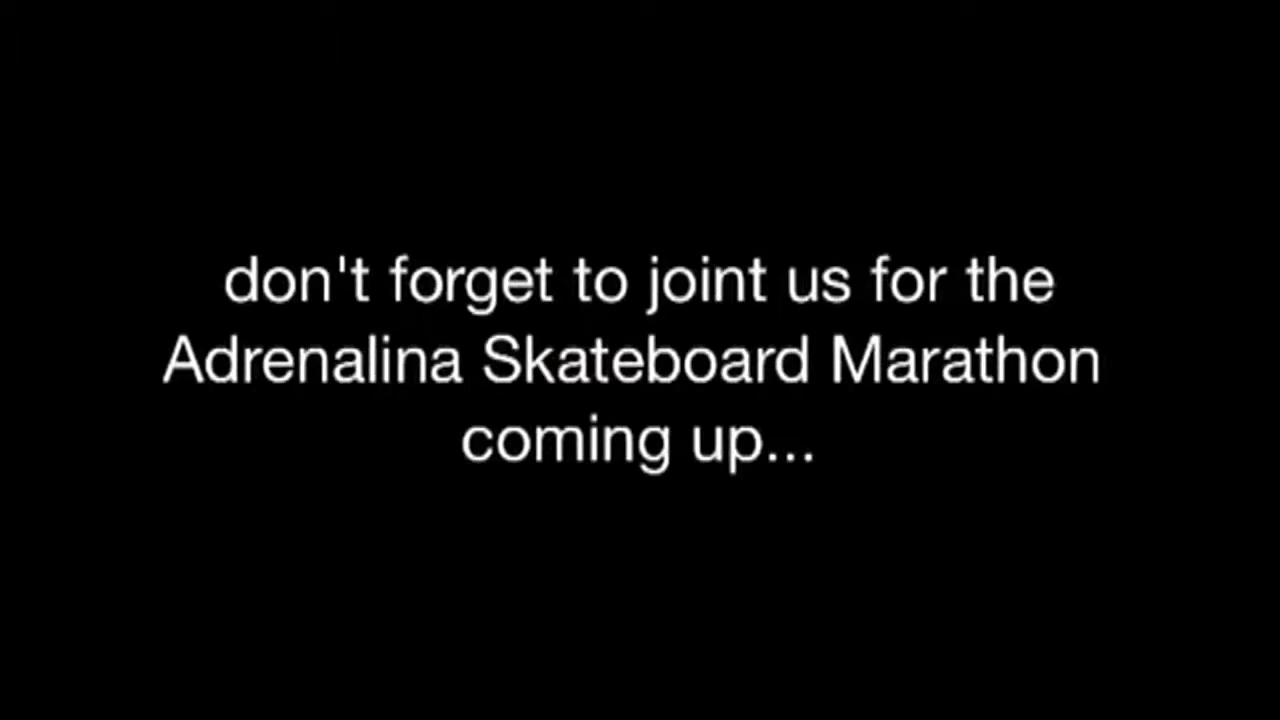 don't forget to joint us for the
Adrenalina Skateboard Marathon
coming up...